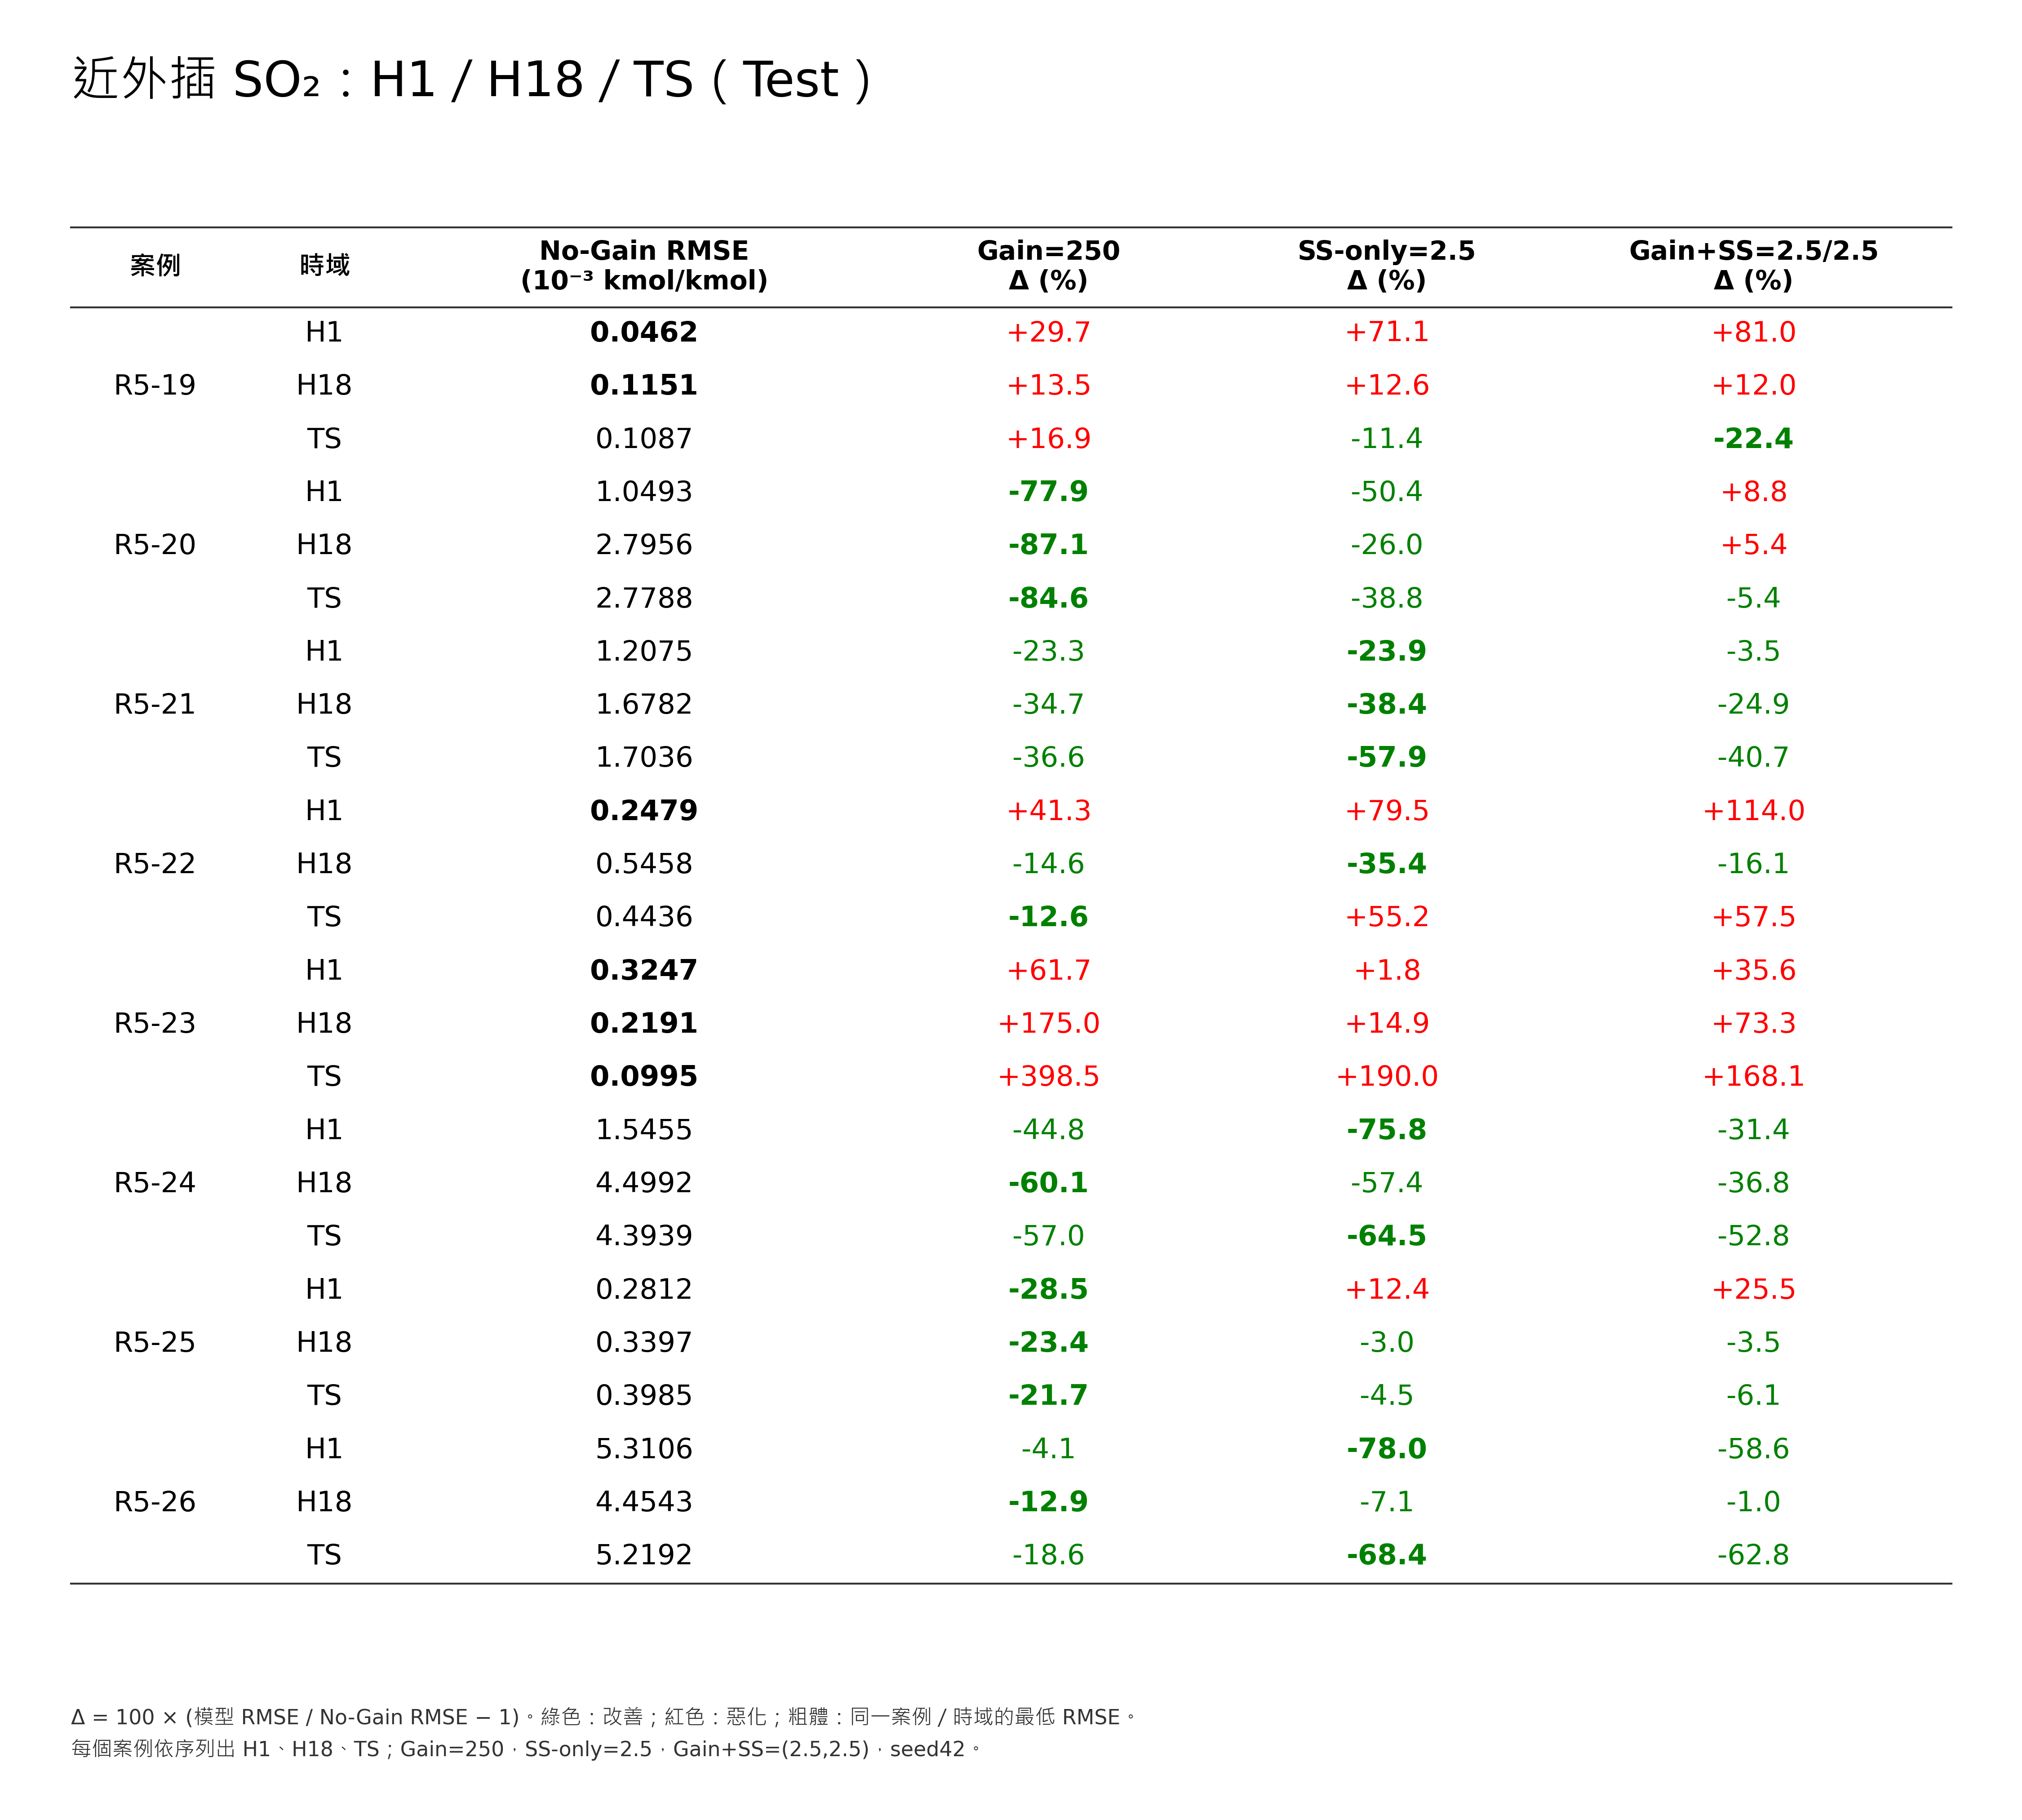 近外插 SO₂：H1 / H18 / TS（Test）
案例 時域 No-Gain RMSE (10⁻³ kmol/kmol) Gain=250 Δ (%) SS-only=2.5 Δ (%) Gain+SS=2.5/2.5 Δ (%)
H1 0.0462 +29.7 +71.1 +81.0
R5-19 H18 0.1151 +13.5 +12.6 +12.0
TS 0.1087 +16.9 -11.4 -22.4
H1 1.0493 -77.9 -50.4 +8.8
R5-20 H18 2.7956 -87.1 -26.0 +5.4
TS 2.7788 -84.6 -38.8 -5.4
H1 1.2075 -23.3 -23.9 -3.5
R5-21 H18 1.6782 -34.7 -38.4 -24.9
TS 1.7036 -36.6 -57.9 -40.7
H1 0.2479 +41.3 +79.5 +114.0
R5-22 H18 0.5458 -14.6 -35.4 -16.1
TS 0.4436 -12.6 +55.2 +57.5
H1 0.3247 +61.7 +1.8 +35.6
R5-23 H18 0.2191 +175.0 +14.9 +73.3
TS 0.0995 +398.5 +190.0 +168.1
H1 1.5455 -44.8 -75.8 -31.4
R5-24 H18 4.4992 -60.1 -57.4 -36.8
TS 4.3939 -57.0 -64.5 -52.8
H1 0.2812 -28.5 +12.4 +25.5
R5-25 H18 0.3397 -23.4 -3.0 -3.5
TS 0.3985 -21.7 -4.5 -6.1
H1 5.3106 -4.1 -78.0 -58.6
R5-26 H18 4.4543 -12.9 -7.1 -1.0
TS 5.2192 -18.6 -68.4 -62.8
Δ = 100 × (模型 RMSE / No-Gain RMSE − 1)。綠色：改善；紅色：惡化；粗體：同一案例 / 時域的最低 RMSE。
每個案例依序列出 H1、H18、TS；Gain=250 · SS-only=2.5 · Gain+SS=(2.5,2.5) · seed42。